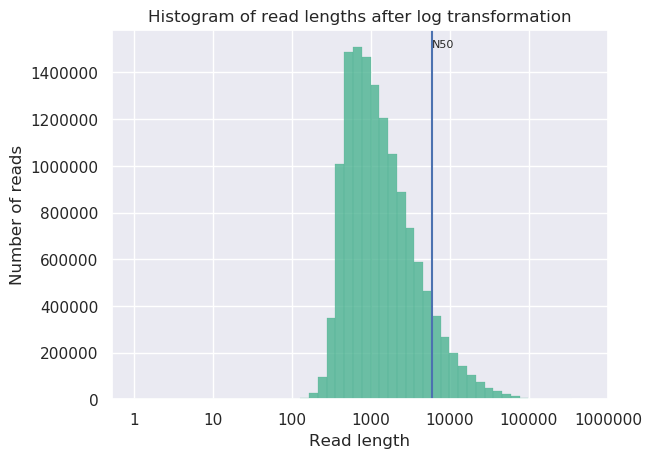 Histogram of read lengths after log transformation
N50
1400000
1200000
1000000
800000
600000
400000
200000
0
Number of reads
1 10 100 1000 10000 100000 1000000
Read length